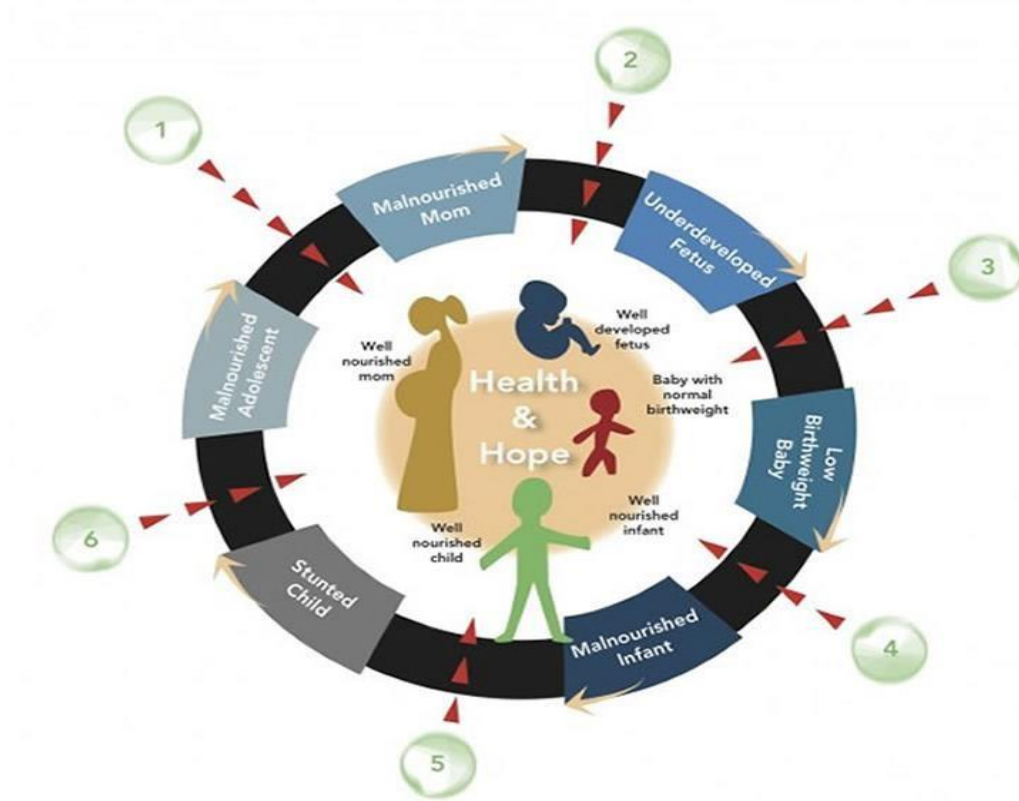 1
2
3
4
5
6
Malnourished
Mom
Underdeveloped
Fetus
Low
Birthweight
Baby
Malnourished
Infant
Stunted
Child
Malnourished
Adolescent
Well
nourished
mom
Well
developed
fetus
Baby with
normal
birthweight
Well
nourished
infant
Well
nourished
child
Health
&
Hope